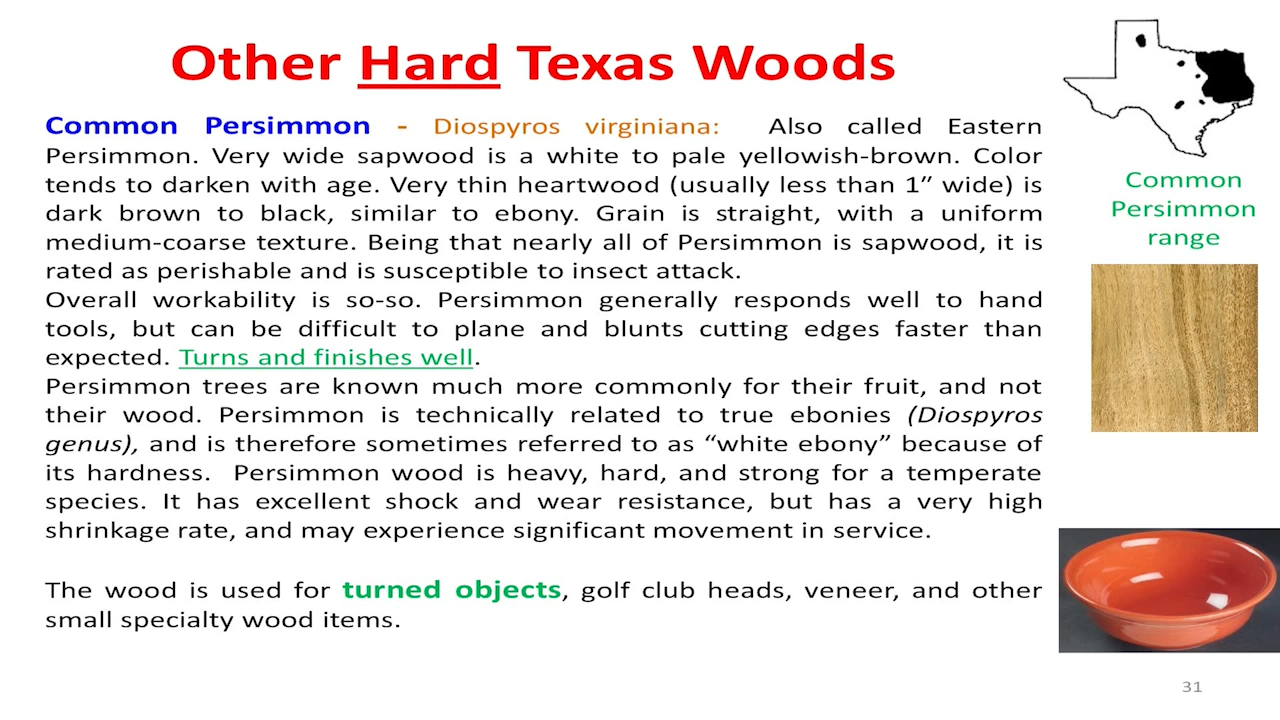 Other Hard Texas Woods
Common Persimmon - Diospyros virginiana: Also called Eastern
Persimmon. Very wide sapwood is a white to pale yellowish-brown. Color
tends to darken with age. Very thin heartwood (usually less than 1” wide) is
dark brown to black, similar to ebony. Grain is straight, with a uniform
medium-coarse texture. Being that nearly all of Persimmon is sapwood, it is
rated as perishable and is susceptible to insect attack.
Overall workability is so-so. Persimmon generally responds well to hand
tools, but can be difficult to plane and blunts cutting edges faster than
expected. Turns and finishes well.
Persimmon trees are known much more commonly for their fruit, and not
their wood. Persimmon is technically related to true ebonies (Diospyros
genus), and is therefore sometimes referred to as “white ebony” because of
its hardness. Persimmon wood is heavy, hard, and strong for a temperate
species. It has excellent shock and wear resistance, but has a very high
shrinkage rate, and may experience significant movement in service.
The wood is used for turned objects, golf club heads, veneer, and other
small specialty wood items.
Common
Persimmon
range
31